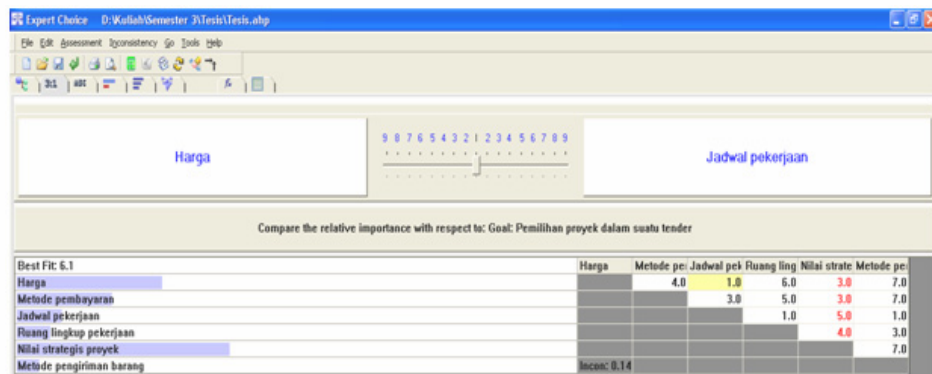 Expert Choice D:\Kuliah\Semester 3\Tesis\Tesis.ahp
File Edit Assessment Inconsistency Go Tools Help
3:1 ABC
9 8 7 6 5 4 3 2 1 2 3 4 5 6 7 8 9
Harga Jadwal pekerjaan
Compare the relative importance with respect to: Goal: Pemilihan proyek dalam suatu tender
Best Fit: 6.1 Harga Metode pe Jadwal pek Ruang ling Nilai strate Metode pe
Harga 4.0 1.0 6.0 3.0 7.0
Metode pembayaran 3.0 5.0 3.0 7.0
Jadwal pekerjaan 1.0 5.0 1.0
Ruang lingkup pekerjaan 4.0 3.0
Nilai strategis proyek 7.0
Metode pengiriman barang Incon: 0.14